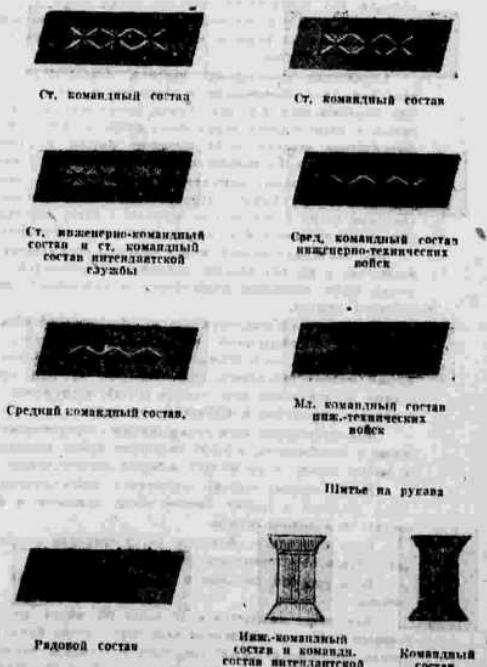 Ст. командный состав
Ст. командный состав
Ст. инженерно-командный
состав и ст. командный
состав интендантской
службы
Сред. командный состав
инженерно-технических
войск
Средний командный состав.
Мл. командный состав
инж.-технических
войск
Шитье на рукава
Рядовой состав
Инж.-командный
состав и командн.
состав интендантской
Командный
состав